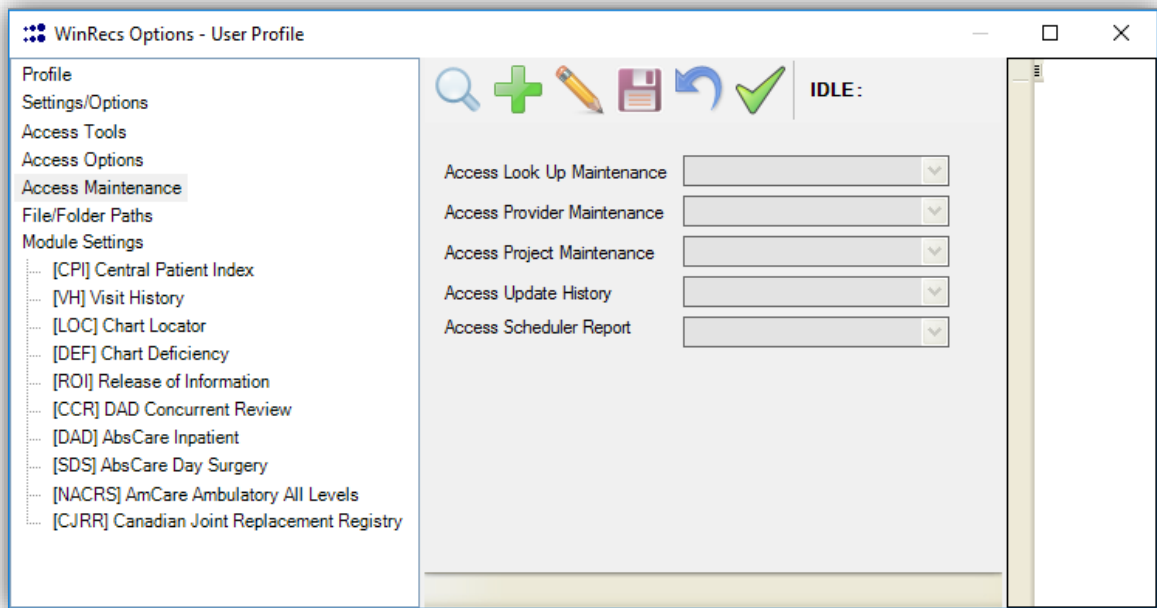 WinRecs Options - User Profile
Profile
Settings/Options
Access Tools
Access Options
Access Maintenance
File/Folder Paths
Module Settings
[CPI] Central Patient Index
[VH] Visit History
[LOC] Chart Locator
[DEF] Chart Deficiency
[ROI] Release of Information
[CCR] DAD Concurrent Review
[DAD] AbsCare Inpatient
[SDS] AbsCare Day Surgery
[NACRS] AmCare Ambulatory All Levels
[CJRR] Canadian Joint Replacement Registry
IDLE:
Access Look Up Maintenance
Access Provider Maintenance
Access Project Maintenance
Access Update History
Access Scheduler Report